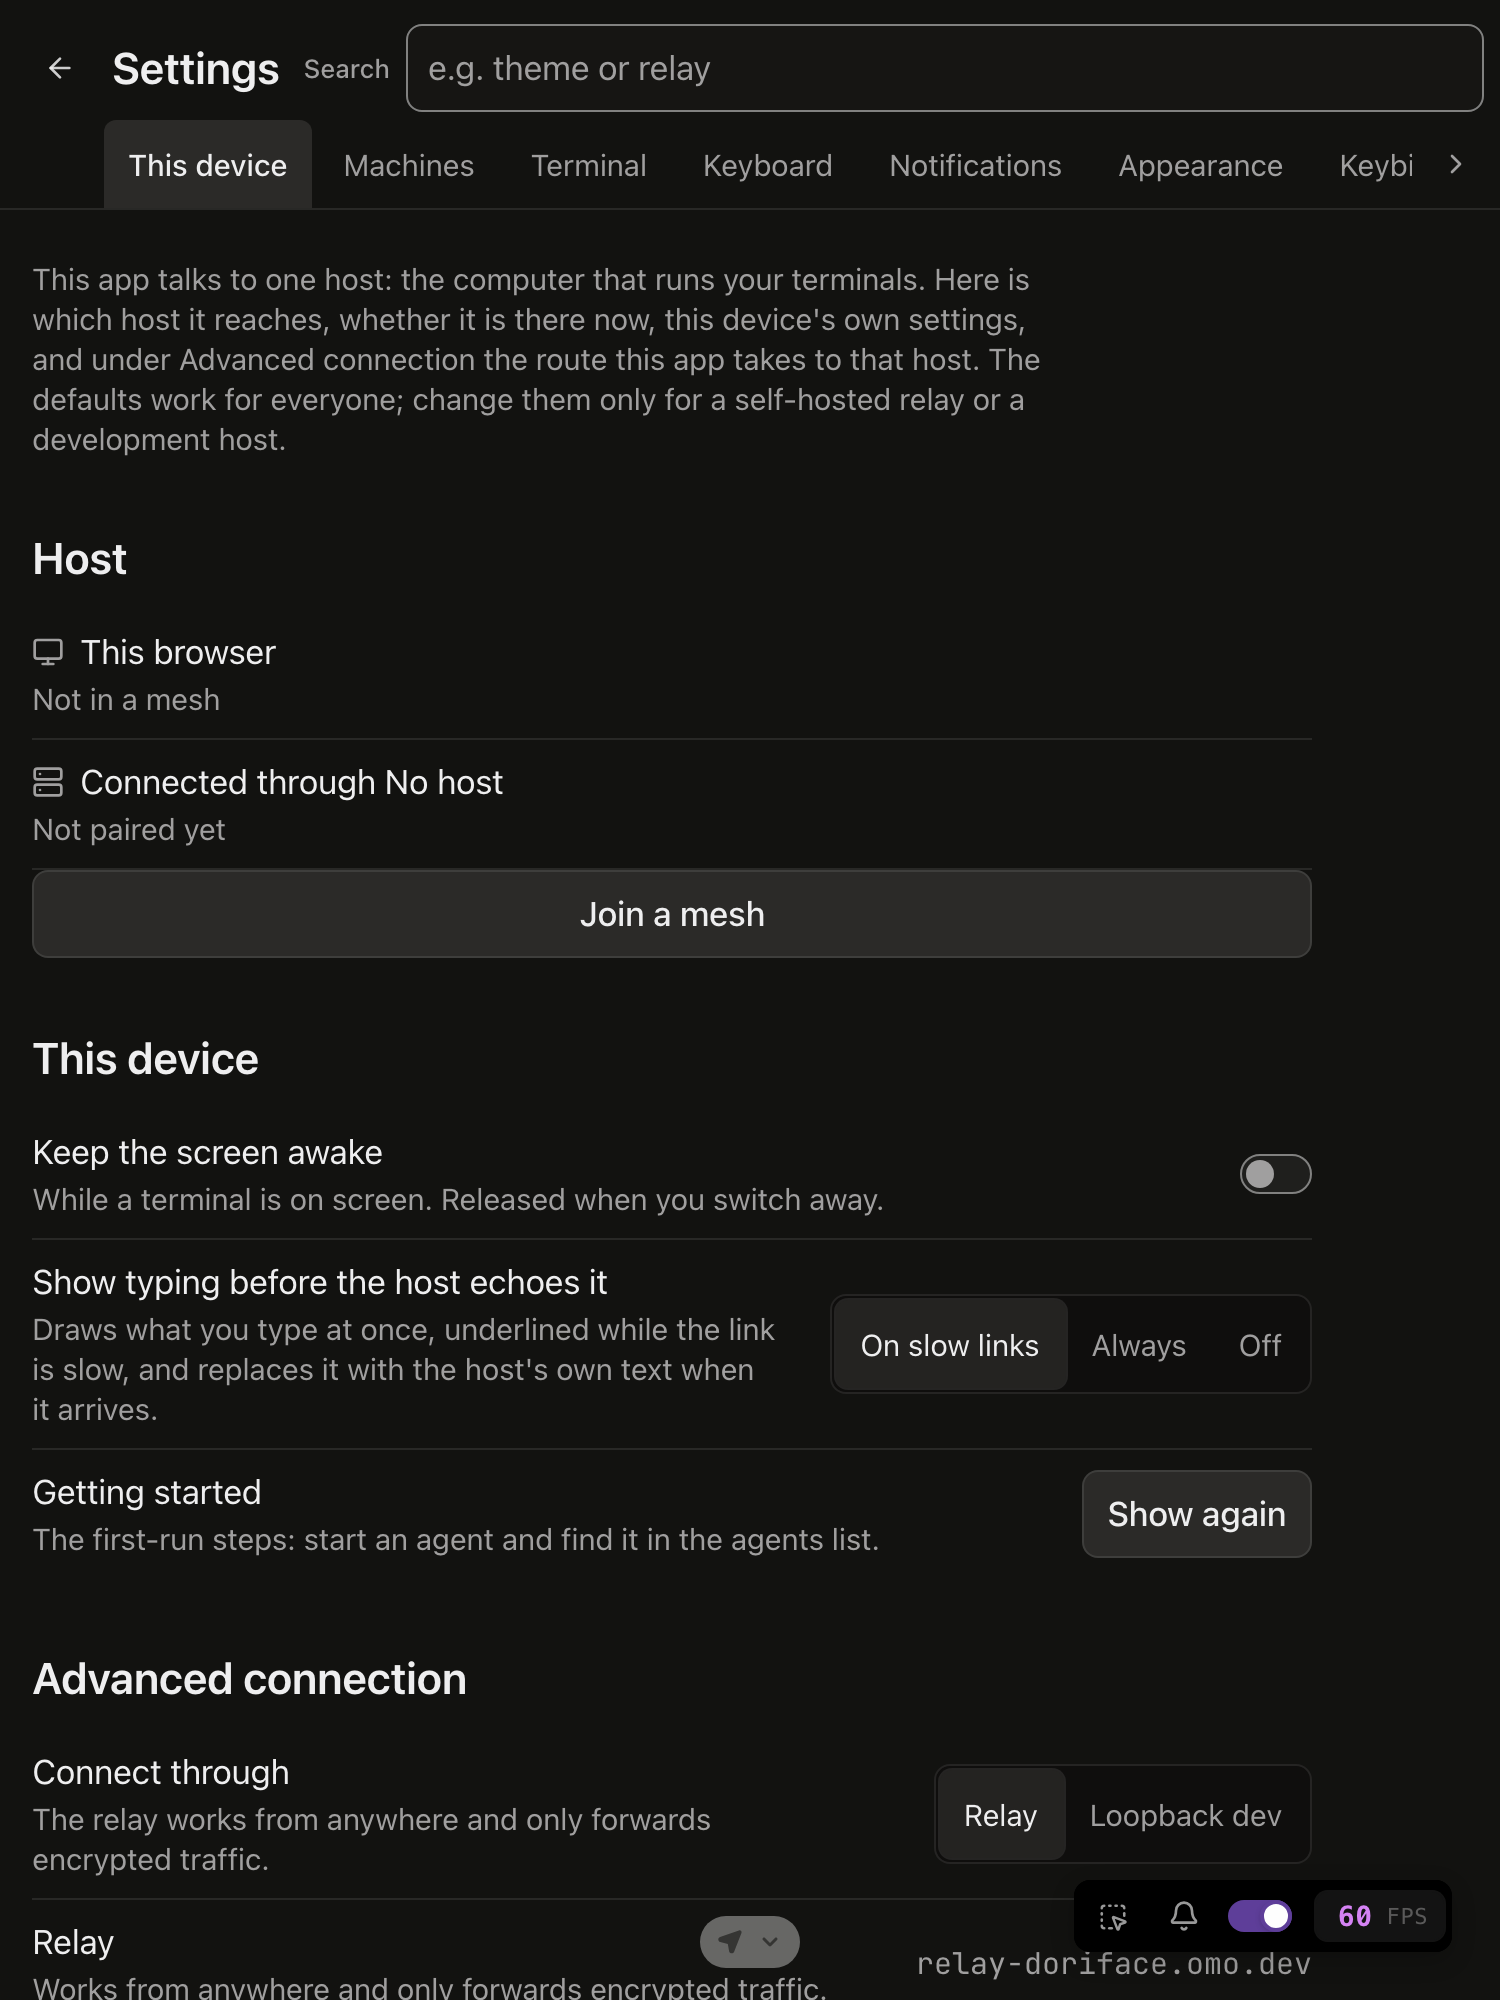 Settings
Search
e.g. theme or relay
This device
Machines
Terminal
Keyboard
Notifications
Appearance
Keybi
This app talks to one host: the computer that runs your terminals. Here is
which host it reaches, whether it is there now, this device's own settings,
and under Advanced connection the route this app takes to that host. The
defaults work for everyone; change them only for a self-hosted relay or a
development host.
Host
This browser
Not in a mesh
Connected through No host
Not paired yet
Join a mesh
This device
Keep the screen awake
While a terminal is on screen. Released when you switch away.
Show typing before the host echoes it
Draws what you type at once, underlined while the link
is slow, and replaces it with the host's own text when
it arrives.
On slow links
Always
Off
Getting started
The first-run steps: start an agent and find it in the agents list.
Show again
Advanced connection
Connect through
The relay works from anywhere and only forwards
encrypted traffic.
Relay
Loopback dev
60 FPS
Relay
Works from anywhere and only forwards encrypted traffic.
relay-doriface.omo.dev